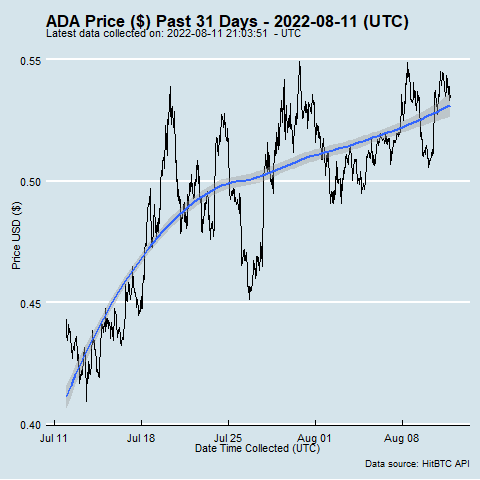 ADA Price ($) Past 31 Days - 2022-08-11 (UTC)
Latest data collected on: 2022-08-11 21:03:51 - UTC
0.55
0.50
0.45
0.40
Price USD ($)
Jul 11 Jul 18 Jul 25 Aug 01 Aug 08
Date Time Collected (UTC)
Data source: HitBTC API